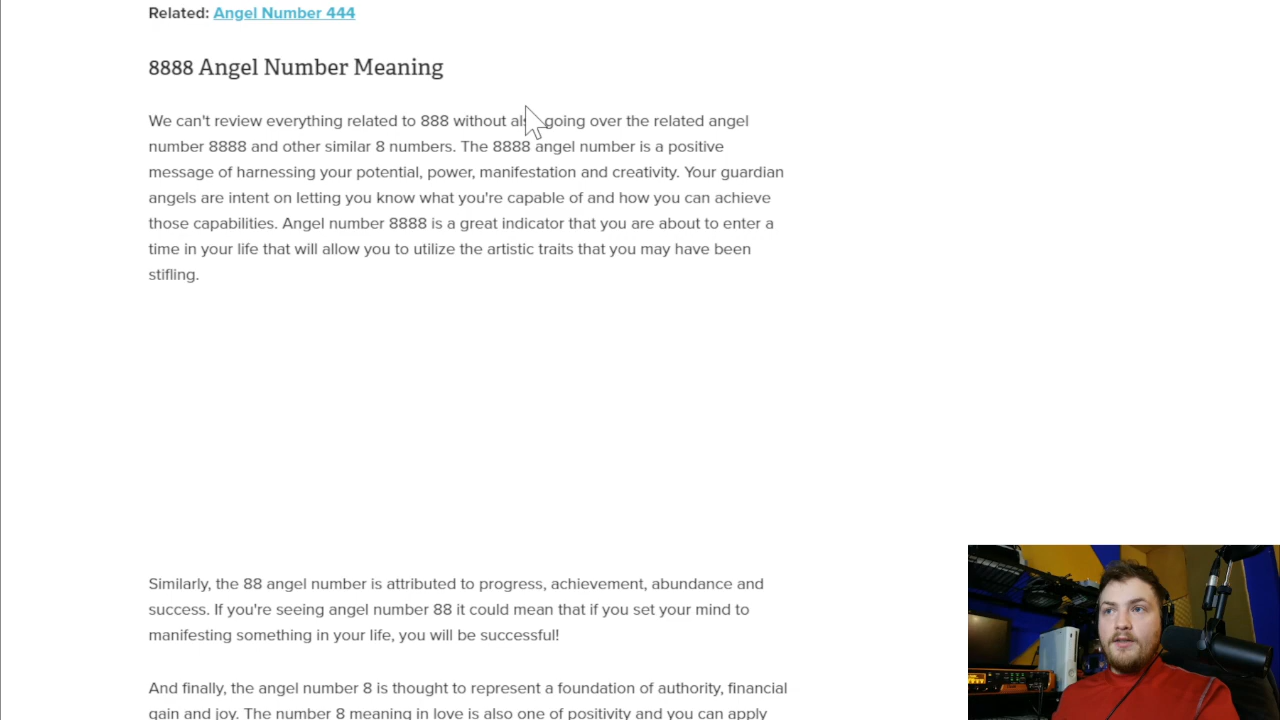 Related: Angel Number 444
8888 Angel Number Meaning
We can't review everything related to 888 without going over the related angel
number 8888 and other similar 8 numbers. The 8888 angel number is a positive
message of harnessing your potential, power, manifestation and creativity. Your guardian
angels are intent on letting you know what you're capable of and how you can achieve
those capabilities. Angel number 8888 is a great indicator that you are about to enter a
time in your life that will allow you to utilize the artistic traits that you may have been
stifling.
Similarly, the 88 angel number is attributed to progress, achievement, abundance and
success. If you're seeing angel number 88 it could mean that if you set your mind to
manifesting something in your life, you will be successful!
And finally, the angel number 8 is thought to represent a foundation of authority, financial
gain and joy. The number 8 meaning in love is also one of positivity and you can apply